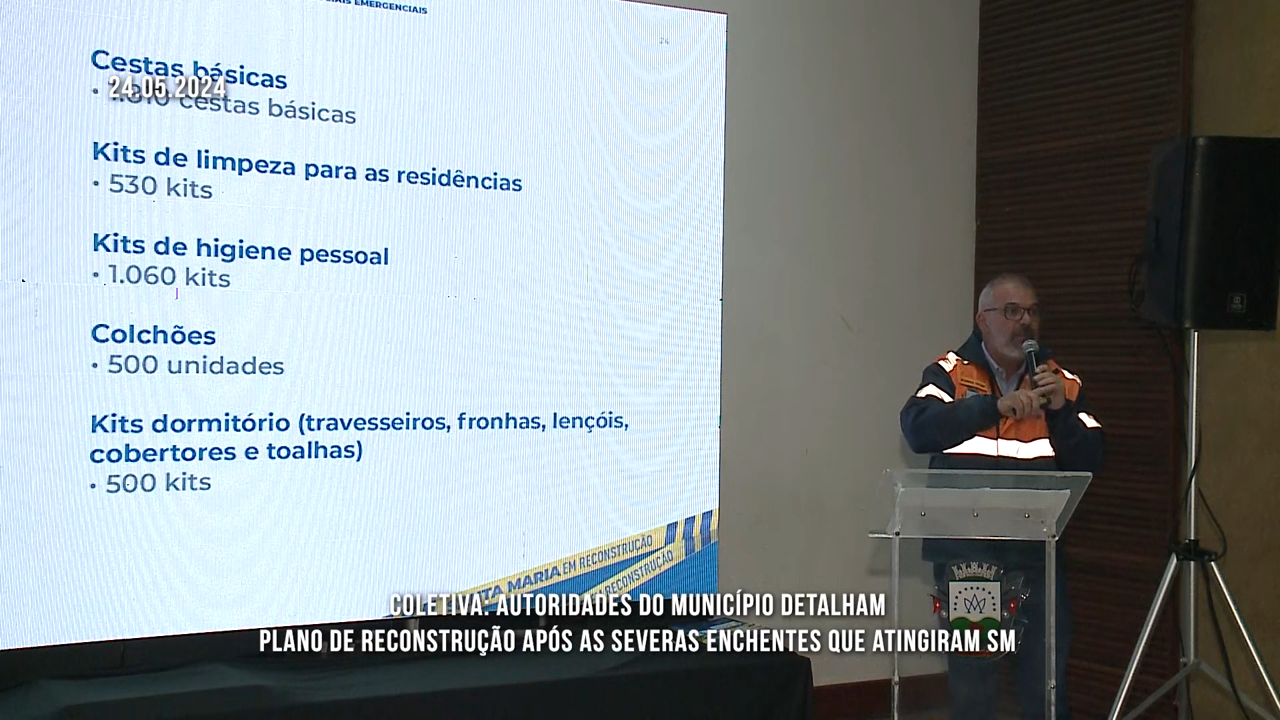 EMERGENCIAIS
24
Cestas básicas
24.05.2024
cestas básicas
Kits de limpeza para as residências
• 530 kits
Kits de higiene pessoal
• 1.060 kits
Colchões
• 500 unidades
Kits dormitório (travesseiros, fronhas, lençóis,
cobertores e toalhas)
• 500 kits
MARIA EM RECONSTRUÇÃO
RECONSTRUÇÃO
COLETIVA: AUTORIDADES DO MUNICÍPIO DETALHAM
PLANO DE RECONSTRUÇÃO APÓS AS SEVERAS ENCHENTES QUE ATINGIRAM SM